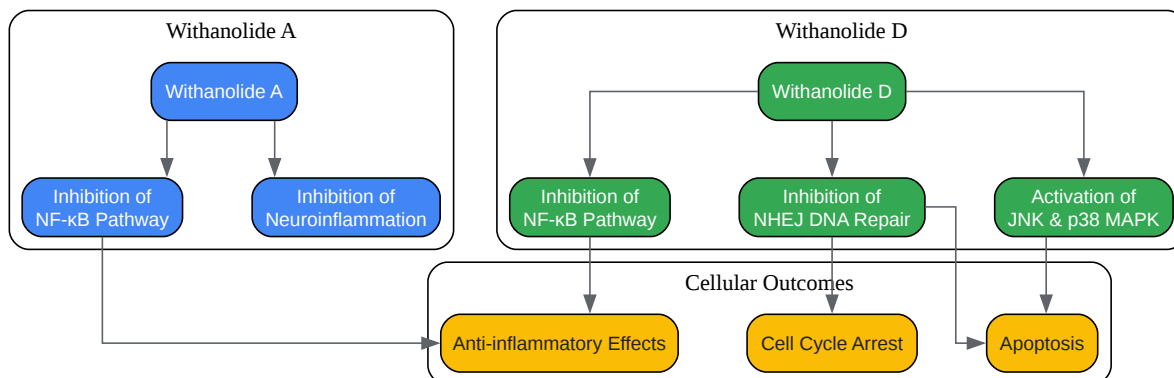 Withanolide A
Withanolide D
Withanolide A
Withanolide D
Inhibition of
NF-κB Pathway
Inhibition of
Neuroinflammation
Inhibition of
NF-κB Pathway
Inhibition of
NHEJ DNA Repair
Activation of
JNK & p38 MAPK
Cellular Outcomes
Anti-inflammatory Effects
Cell Cycle Arrest
Apoptosis